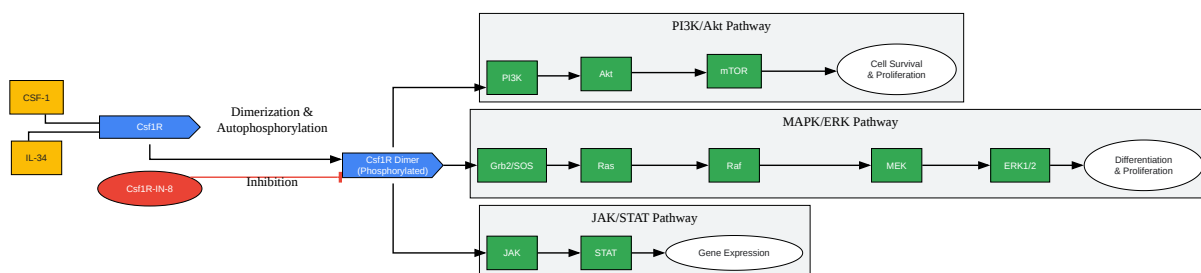 PI3K/Akt Pathway
PI3K
Akt
mTOR
Cell Survival
& Proliferation
CSF-1
IL-34
Csf1R
Dimerization &
Autophosphorylation
Csf1R-IN-8
Inhibition
Csf1R Dimer
(Phosphorylated)
MAPK/ERK Pathway
Grb2/SOS
Ras
Raf
MEK
ERK1/2
Differentiation
& Proliferation
JAK/STAT Pathway
JAK
STAT
Gene Expression